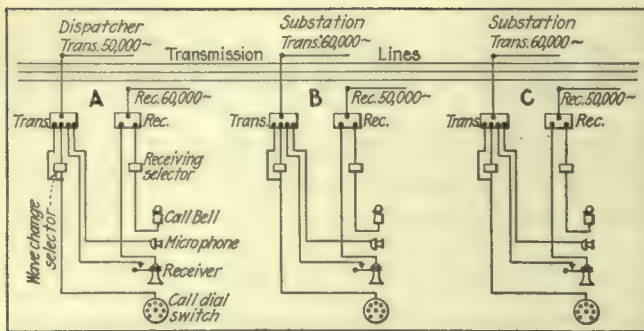 Dispatcher
Trans. 50,000~
Substation
Trans. 60,000~
Substation
Trans. 60,000~
Transmission Lines
A
Rec. 60,000~
B
Rec. 50,000~
C
Rec. 50,000~
Trans.
Rec.
Trans.
Rec.
Trans.
Rec.
Receiving
selector
Wave change
selector
Call Bell
Microphone
Receiver
Call dial
switch